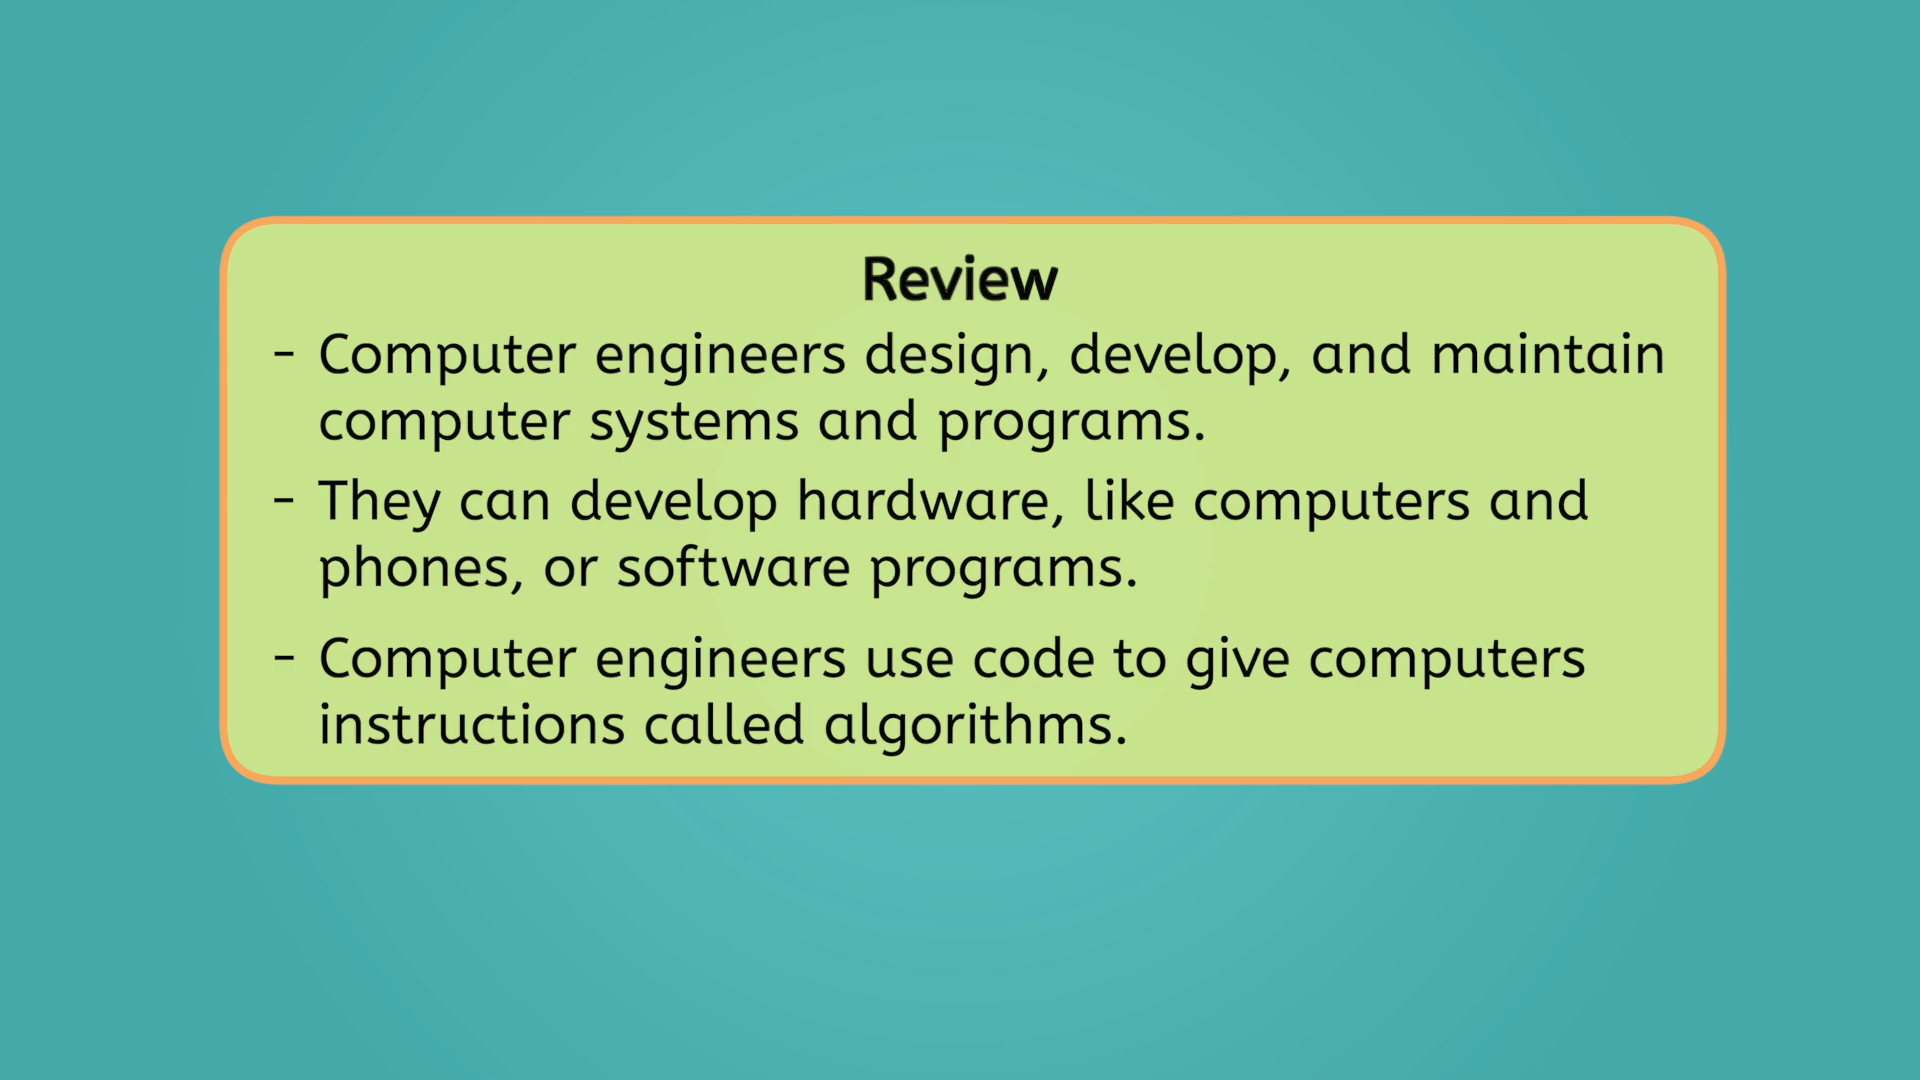 Review
- Computer engineers design, develop, and maintain
computer systems and programs.
- They can develop hardware, like computers and
phones, or software programs.
- Computer engineers use code to give computers
instructions called algorithms.